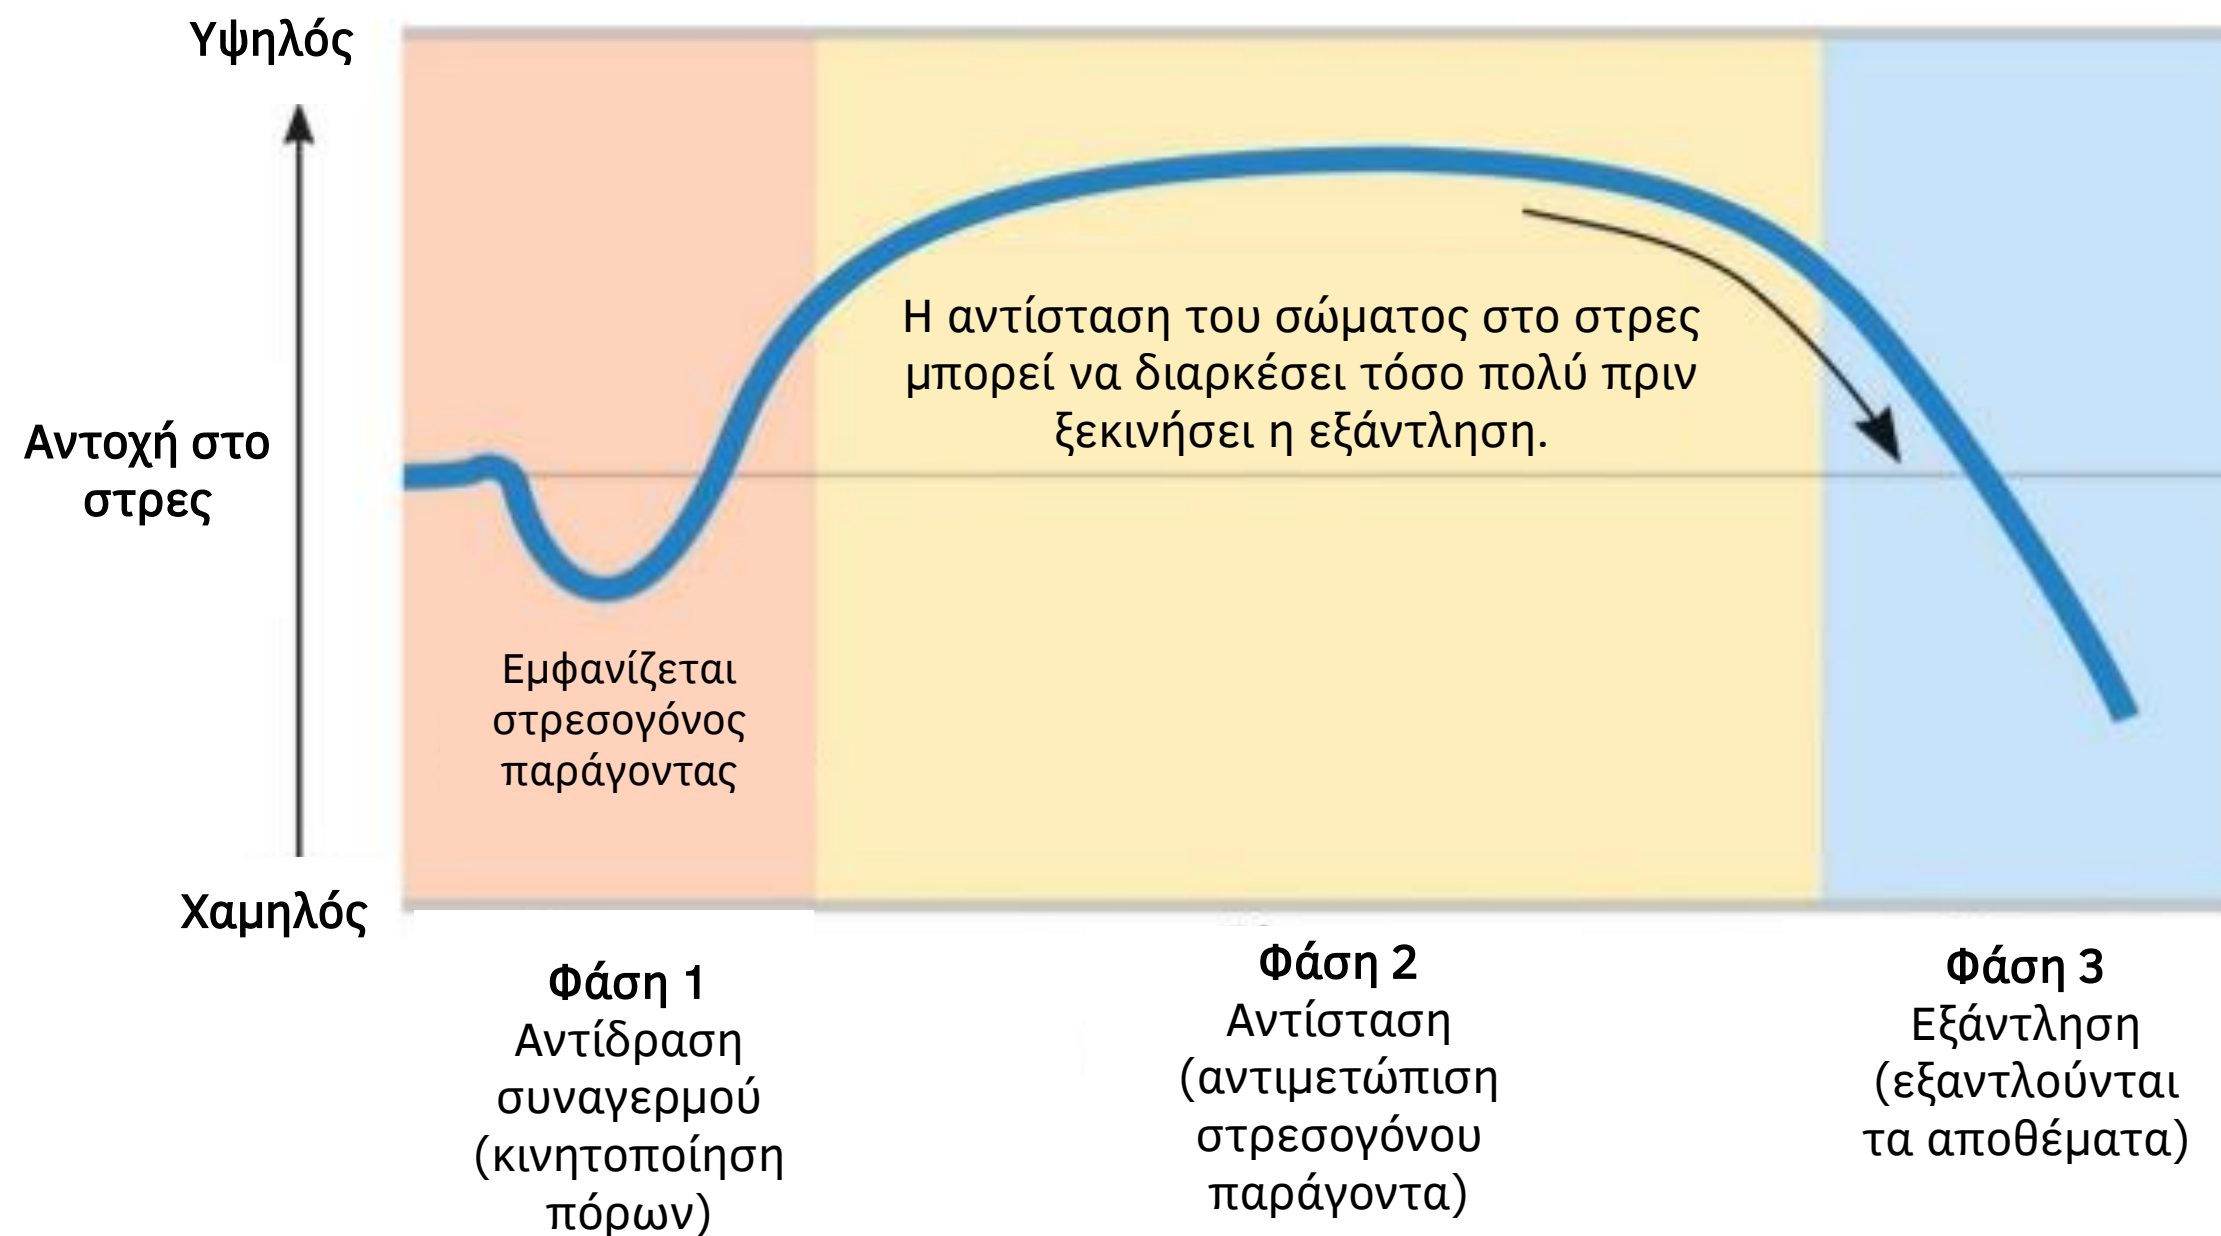 Υψηλός
Αντοχή στο
στρες
Χαμηλός
Η αντίσταση του σώματος στο στρες
μπορεί να διαρκέσει τόσο πολύ πριν
ξεκινήσει η εξάντληση.
Εμφανίζεται
στρεσογόνος
παράγοντας
Φάση 1
Αντίδραση
συναγερμού
(κινητοποίηση
πόρων)
Φάση 2
Αντίσταση
(αντιμετώπιση
στρεσογόνου
παράγοντα)
Φάση 3
Εξάντληση
(εξαντλούνται
τα αποθέματα)